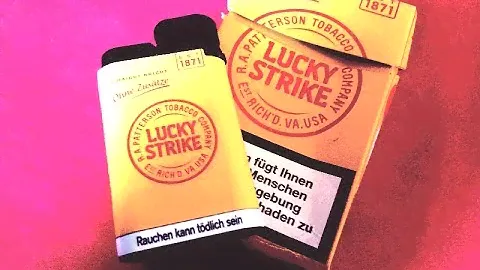 1871
Ohne Zusätze
R.A. PATTERSON TOBACCO COMPANY
LUCKY
STRIKE
EST. RICH'D. VA. USA
Rauchen kann tödlich sein
1871
R.A. PATTERSON TOBACCO COMPANY
LUCKY
STRIKE
EST. RICH'D. VA. USA
fügt Ihnen
Menschen
gebung
haden zu